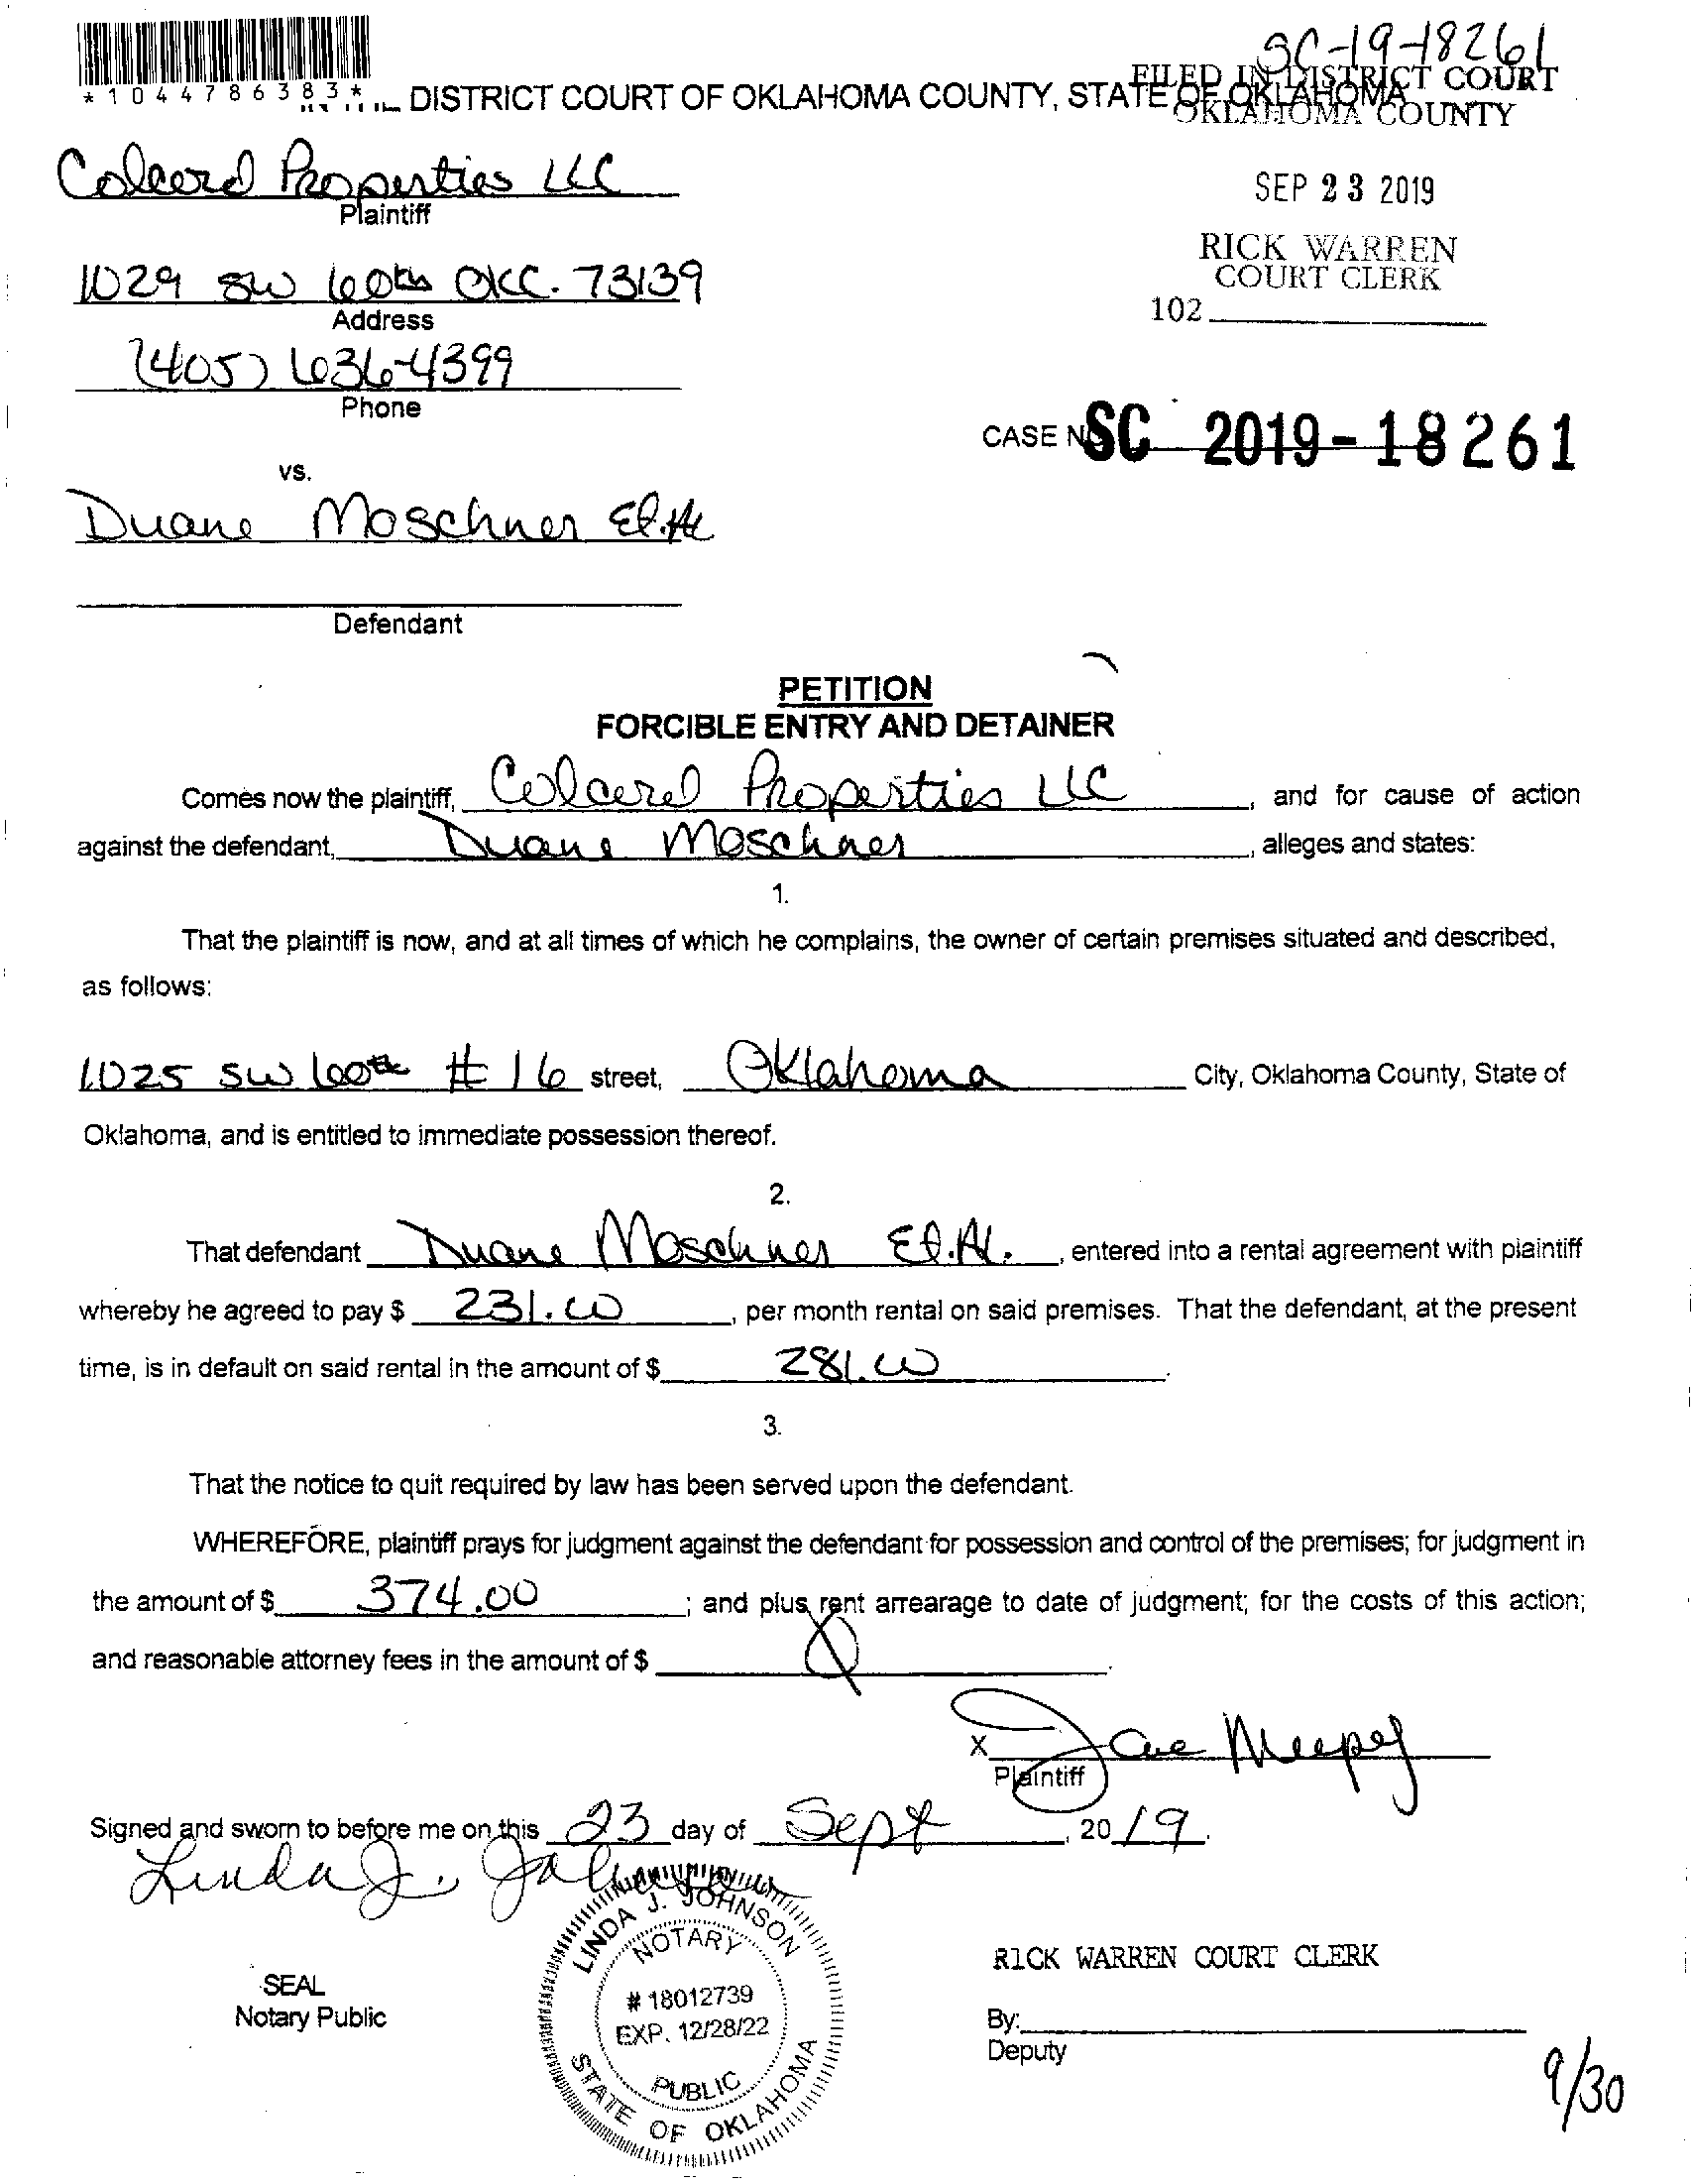 SC-19-18261
*1044786383*
DISTRICT COURT OF OKLAHOMA COUNTY, STATE OF OKLAHOMA
FILED IN DISTRICT COURT
OKLAHOMA COUNTY
Colcord Properties LLC
Plaintiff
SEP 23 2019
RICK WARREN
COURT CLERK
102
1029 SW 60th OKC. 73139
Address
(405) 636-4399
Phone
CASE NO SC 2019-18261
vs.
Duane Moschner Et.Al
Defendant
PETITION
FORCIBLE ENTRY AND DETAINER
Comes now the plaintiff, Colcord Properties LLC, and for cause of action
against the defendant, Duane Moschner, alleges and states:
1.
That the plaintiff is now, and at all times of which he complains, the owner of certain premises situated and described,
as follows:
1025 SW 60th #16 street, Oklahoma City, Oklahoma County, State of
Oklahoma, and is entitled to immediate possession thereof.
2.
That defendant Duane Moschner Et.Al., entered into a rental agreement with plaintiff
whereby he agreed to pay $ 231.00, per month rental on said premises. That the defendant, at the present
time, is in default on said rental in the amount of $ 281.00.
3.
That the notice to quit required by law has been served upon the defendant.
WHEREFORE, plaintiff prays for judgment against the defendant for possession and control of the premises; for judgment in
the amount of $ 374.00; and plus rent arrearage to date of judgment; for the costs of this action;
and reasonable attorney fees in the amount of $
X
Plaintiff
Signed and sworn to before me on this 23 day of Sept, 2019.
Linda J. Johnson
LINDA J. JOHNSON
NOTARY
# 18012739
EXP. 12/28/22
PUBLIC
STATE OF OKLAHOMA
SEAL
Notary Public
RICK WARREN COURT CLERK
By:
Deputy
9/30